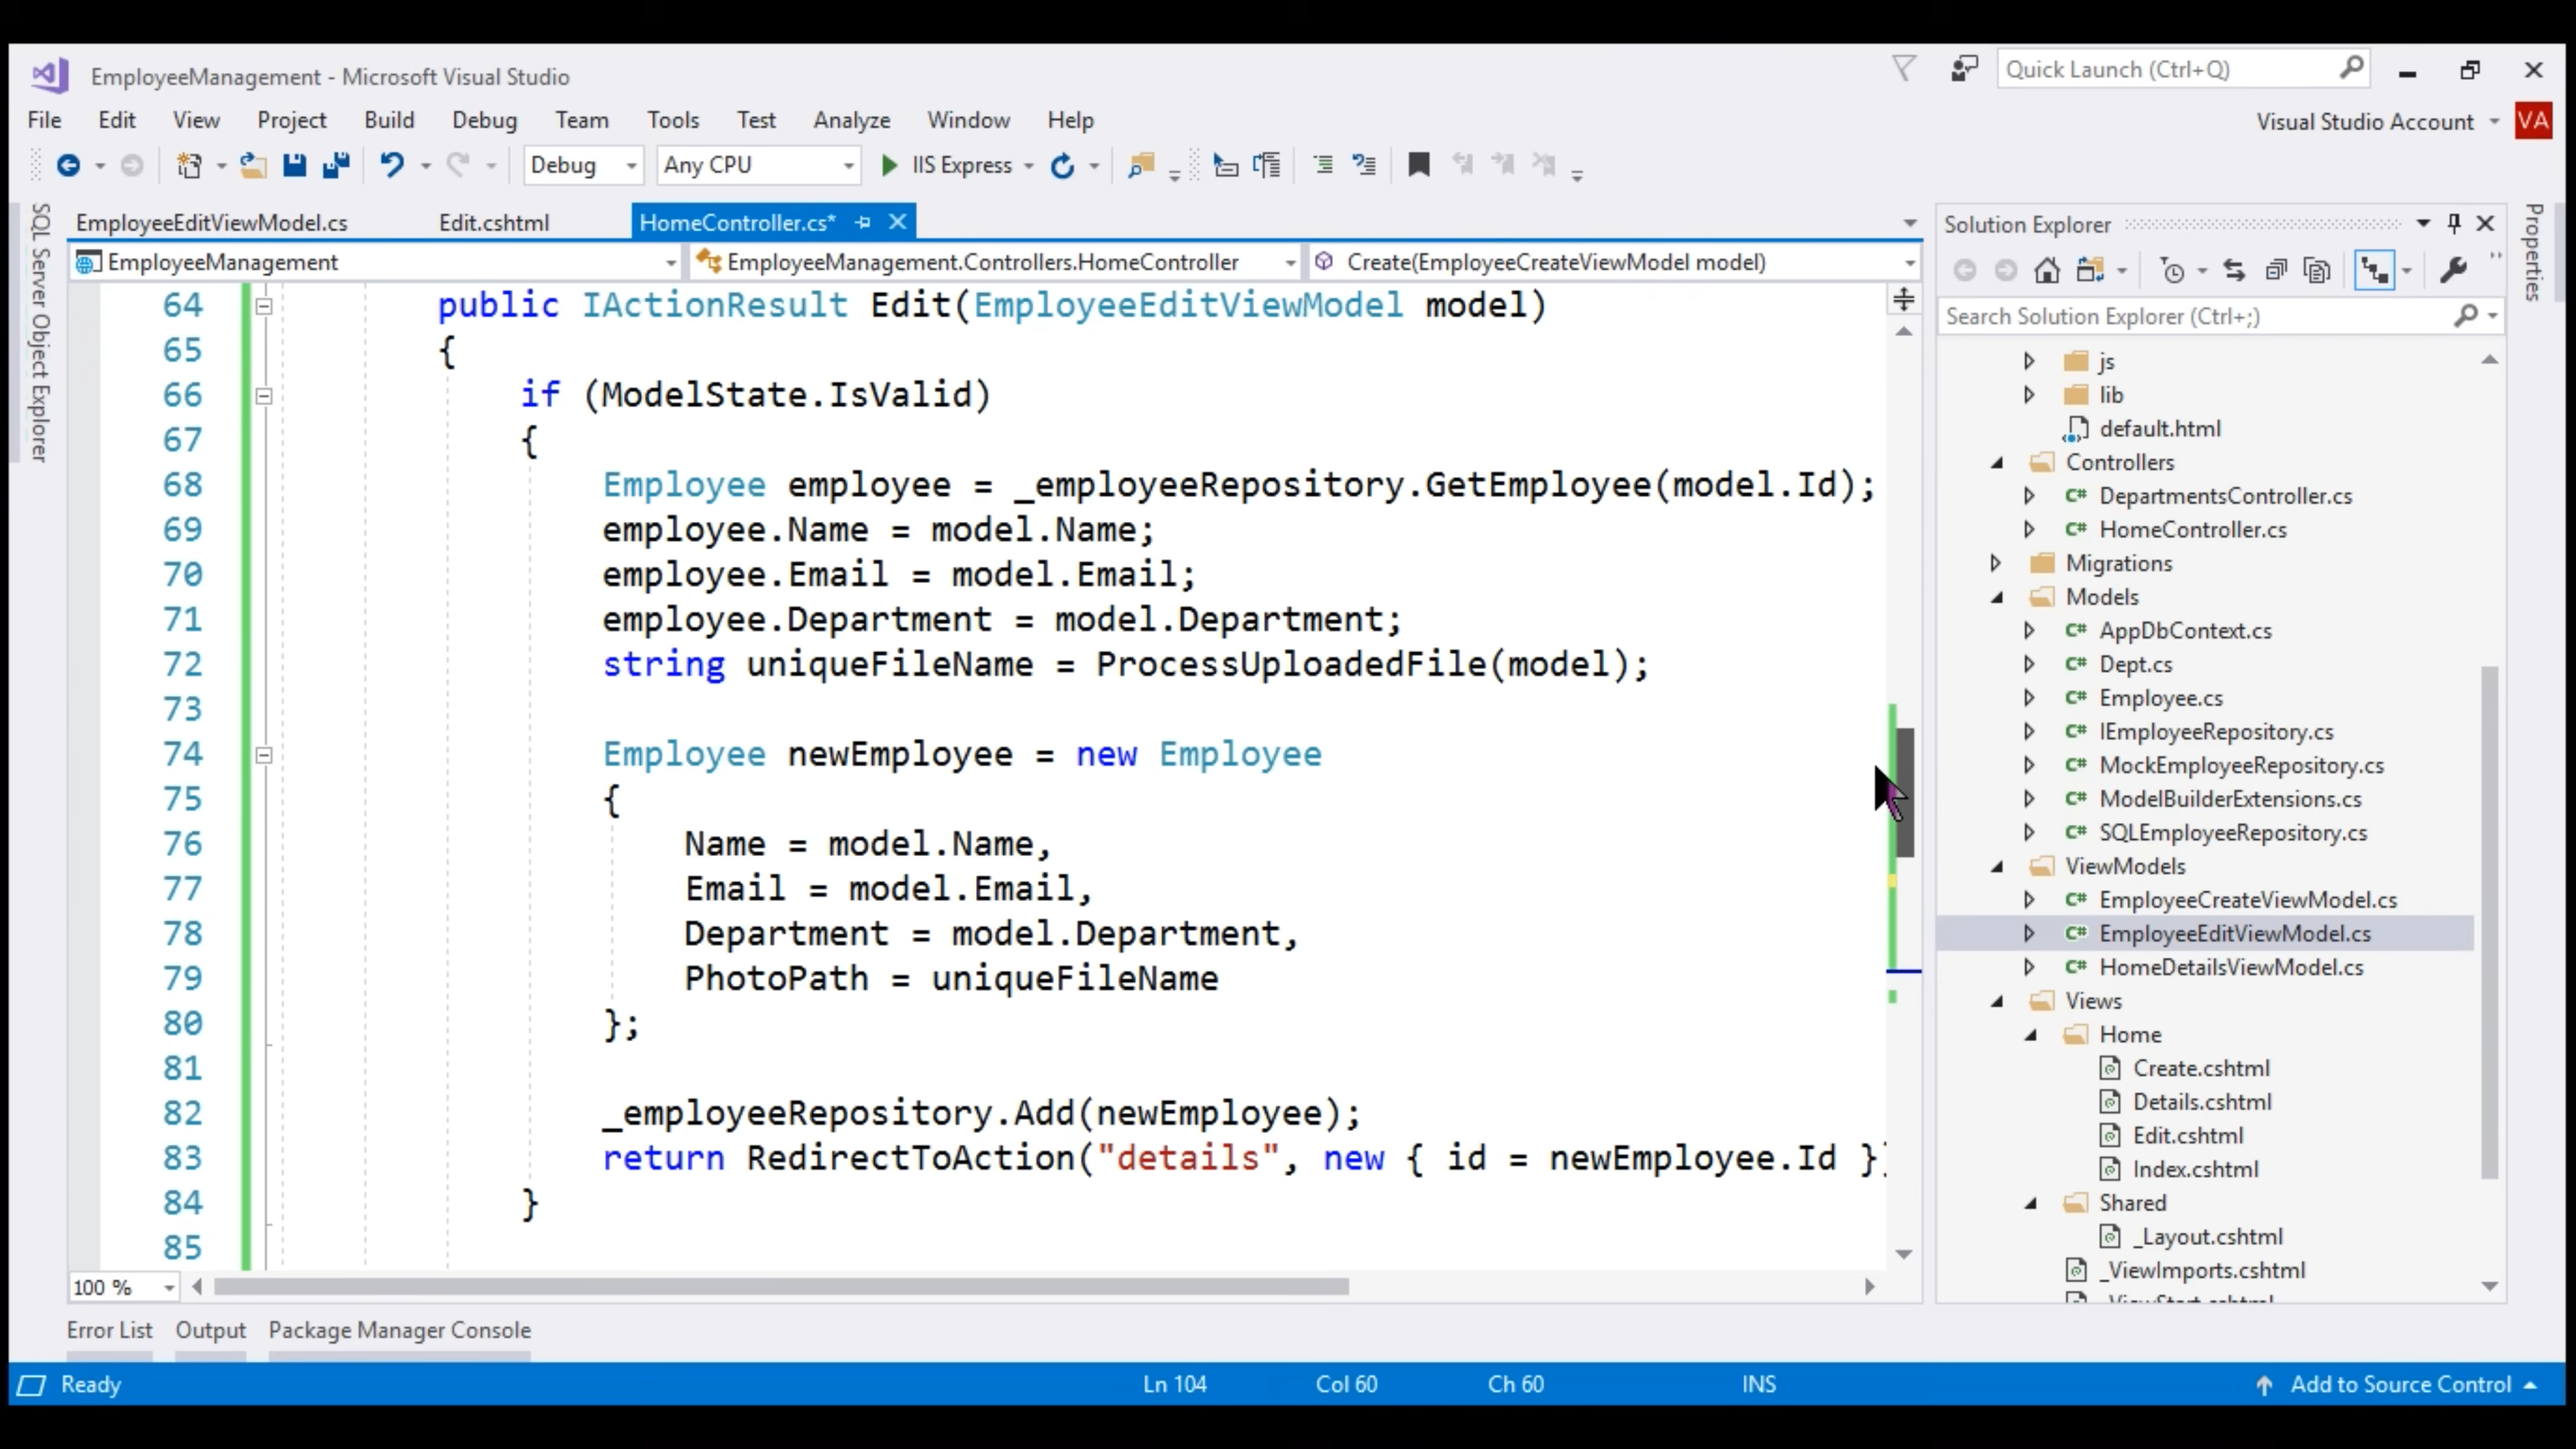 EmployeeManagement - Microsoft Visual Studio
Quick Launch (Ctrl+Q)
File Edit View Project Build Debug Team Tools Test Analyze Window Help
Visual Studio Account VA
Debug Any CPU IIS Express
SQL Server Object Explorer
EmployeeEditViewModel.cs Edit.cshtml HomeController.cs*
EmployeeManagement EmployeeManagement.Controllers.HomeController Create(EmployeeCreateViewModel model)
64 public IActionResult Edit(EmployeeEditViewModel model)
65 {
66 if (ModelState.IsValid)
67 {
68 Employee employee = _employeeRepository.GetEmployee(model.Id);
69 employee.Name = model.Name;
70 employee.Email = model.Email;
71 employee.Department = model.Department;
72 string uniqueFileName = ProcessUploadedFile(model);
73
74 Employee newEmployee = new Employee
75 {
76 Name = model.Name,
77 Email = model.Email,
78 Department = model.Department,
79 PhotoPath = uniqueFileName
80 };
81
82 _employeeRepository.Add(newEmployee);
83 return RedirectToAction("details", new { id = newEmployee.Id }
84 }
85
100 %
Solution Explorer
Search Solution Explorer (Ctrl+;)
js
lib
default.html
Controllers
C# DepartmentsController.cs
C# HomeController.cs
Migrations
Models
C# AppDbContext.cs
C# Dept.cs
C# Employee.cs
C# IEmployeeRepository.cs
C# MockEmployeeRepository.cs
C# ModelBuilderExtensions.cs
C# SQLEmployeeRepository.cs
ViewModels
C# EmployeeCreateViewModel.cs
C# EmployeeEditViewModel.cs
C# HomeDetailsViewModel.cs
Views
Home
Create.cshtml
Details.cshtml
Edit.cshtml
Index.cshtml
Shared
_Layout.cshtml
_ViewImports.cshtml
Properties
Error List Output Package Manager Console
Ready Ln 104 Col 60 Ch 60 INS Add to Source Control